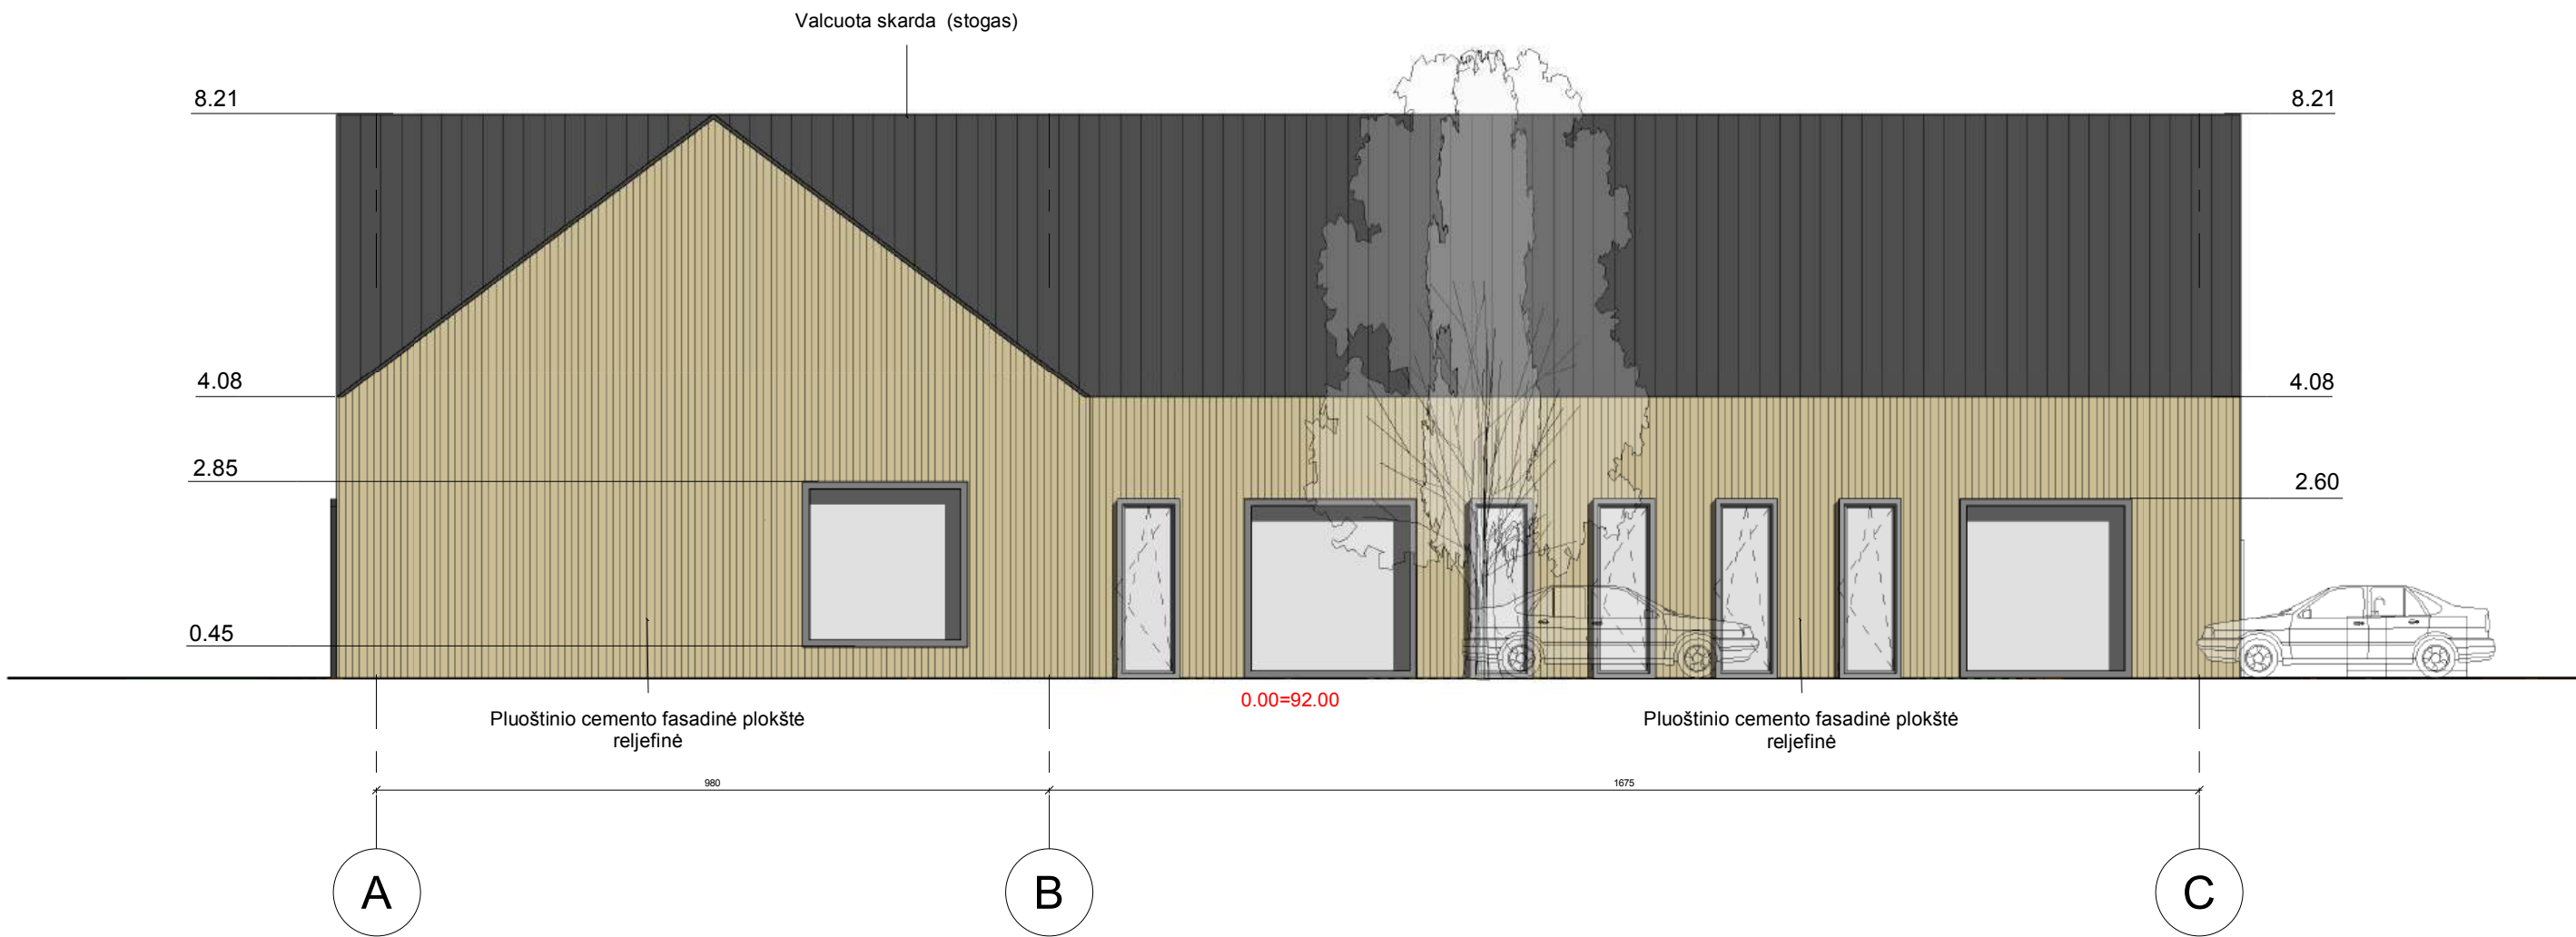 Valcuota skarda (stogas)
8.21
8.21
4.08
4.08
2.85
2.60
0.45
0.00=92.00
Pluoštinio cemento fasadinė plokštė
reljefinė
Pluoštinio cemento fasadinė plokštė
reljefinė
980
1675
A
B
C